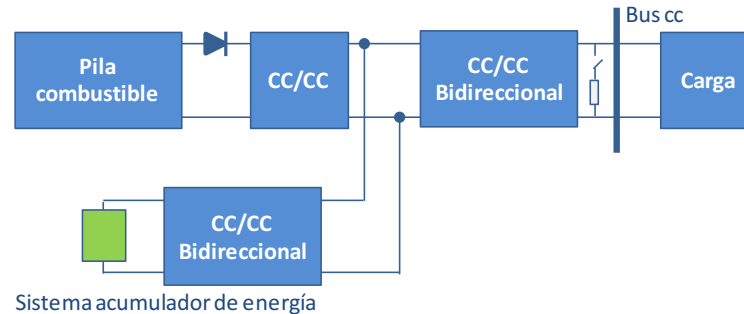 Bus cc
Pila
combustible
CC/CC
CC/CC
Bidireccional
Carga
CC/CC
Bidireccional
Sistema acumulador de energía